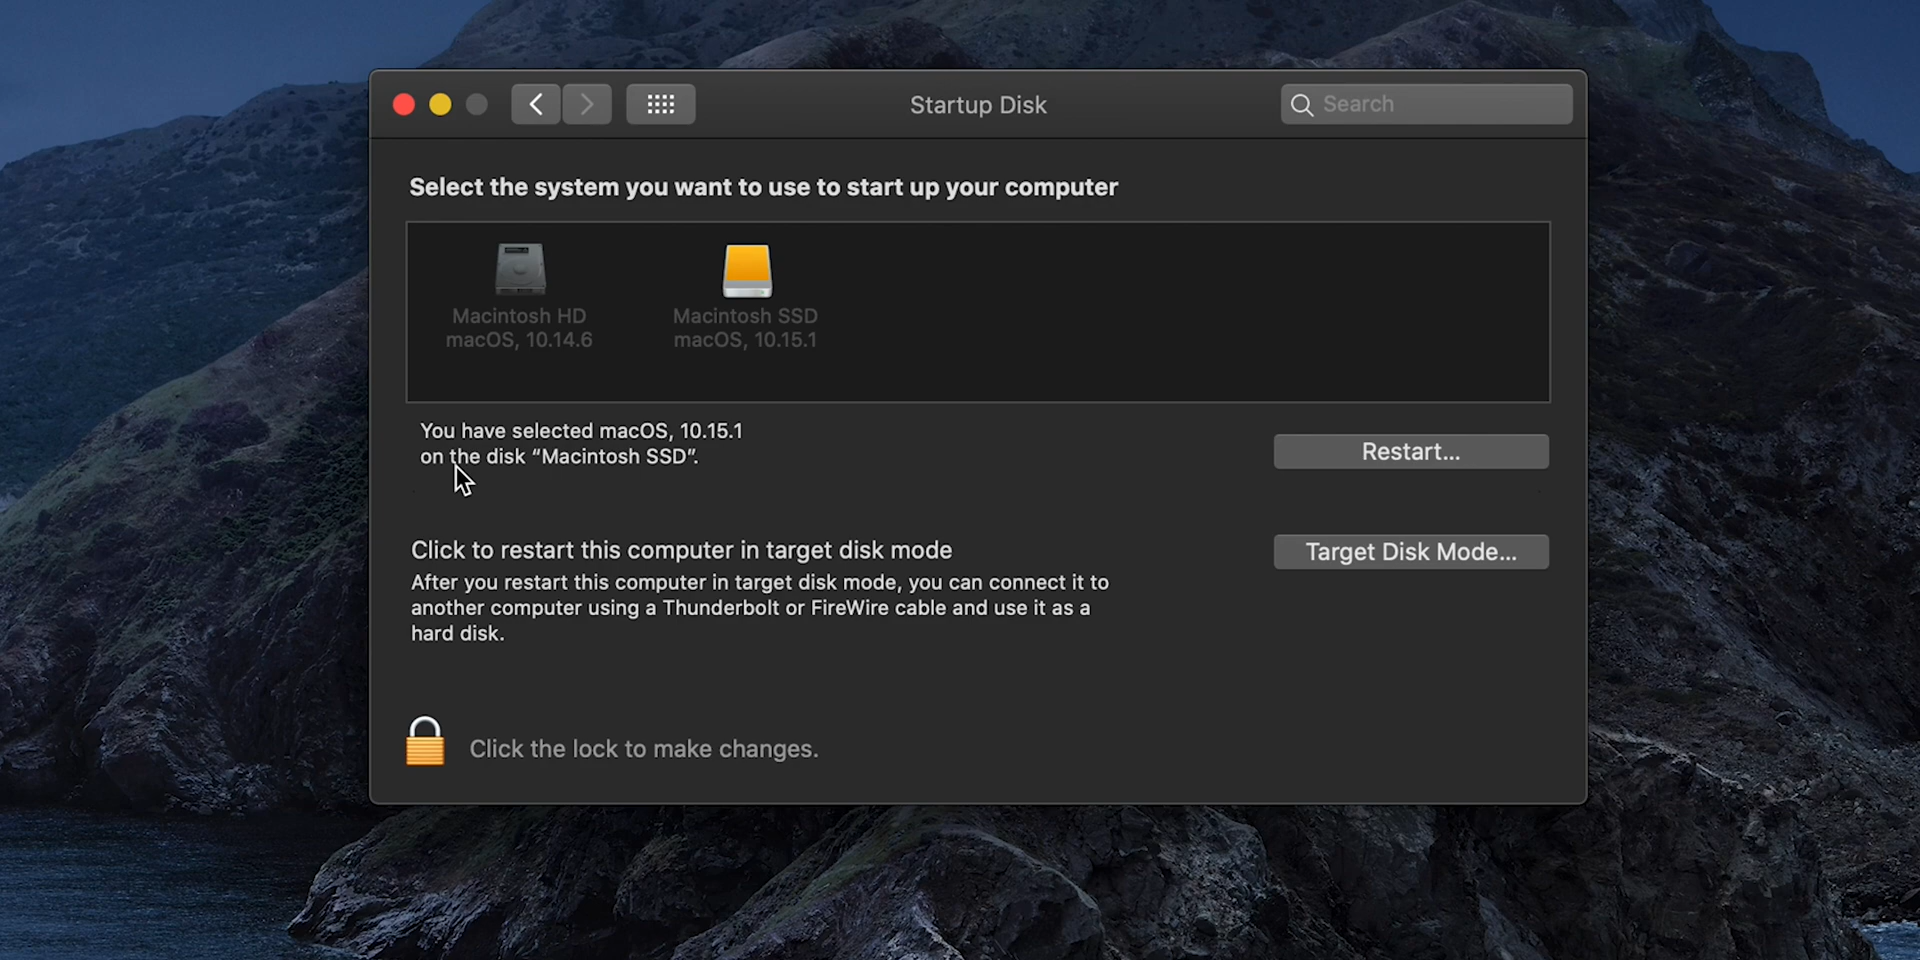 Startup Disk
Search
Select the system you want to use to start up your computer
Macintosh HD
macOS, 10.14.6
Macintosh SSD
macOS, 10.15.1
You have selected macOS, 10.15.1
on the disk “Macintosh SSD”.
Restart...
Click to restart this computer in target disk mode
Target Disk Mode...
After you restart this computer in target disk mode, you can connect it to
another computer using a Thunderbolt or FireWire cable and use it as a
hard disk.
Click the lock to make changes.